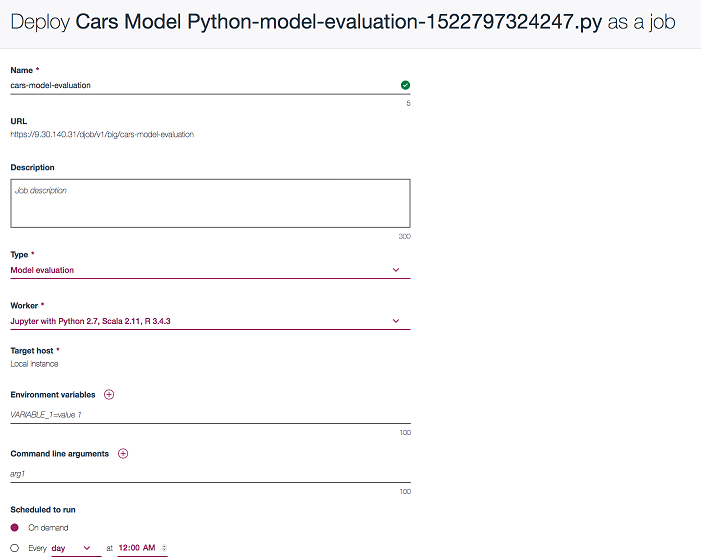 Deploy Cars Model Python-model-evaluation-1522797324247.py as a job
Name *
cars-model-evaluation
5
URL
https://9.30.140.31/djob/v1/big/cars-model-evaluation
Description
Job description
300
Type *
Model evaluation
Worker *
Jupyter with Python 2.7, Scala 2.11, R 3.4.3
Target host *
Local instance
Environment variables
VARIABLE_1=value 1
100
Command line arguments
arg1
100
Scheduled to run
On demand
Every day at 12:00 AM